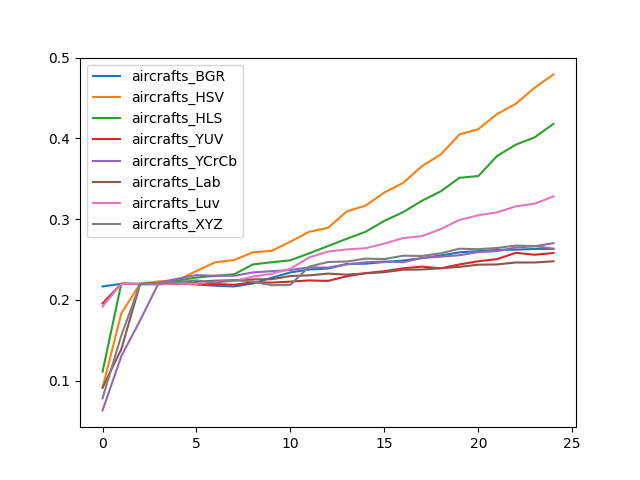 0.5
0.4
0.3
0.2
0.1
aircrafts_BGR
aircrafts_HSV
aircrafts_HLS
aircrafts_YUV
aircrafts_YCrCb
aircrafts_Lab
aircrafts_Luv
aircrafts_XYZ
0 5 10 15 20 25